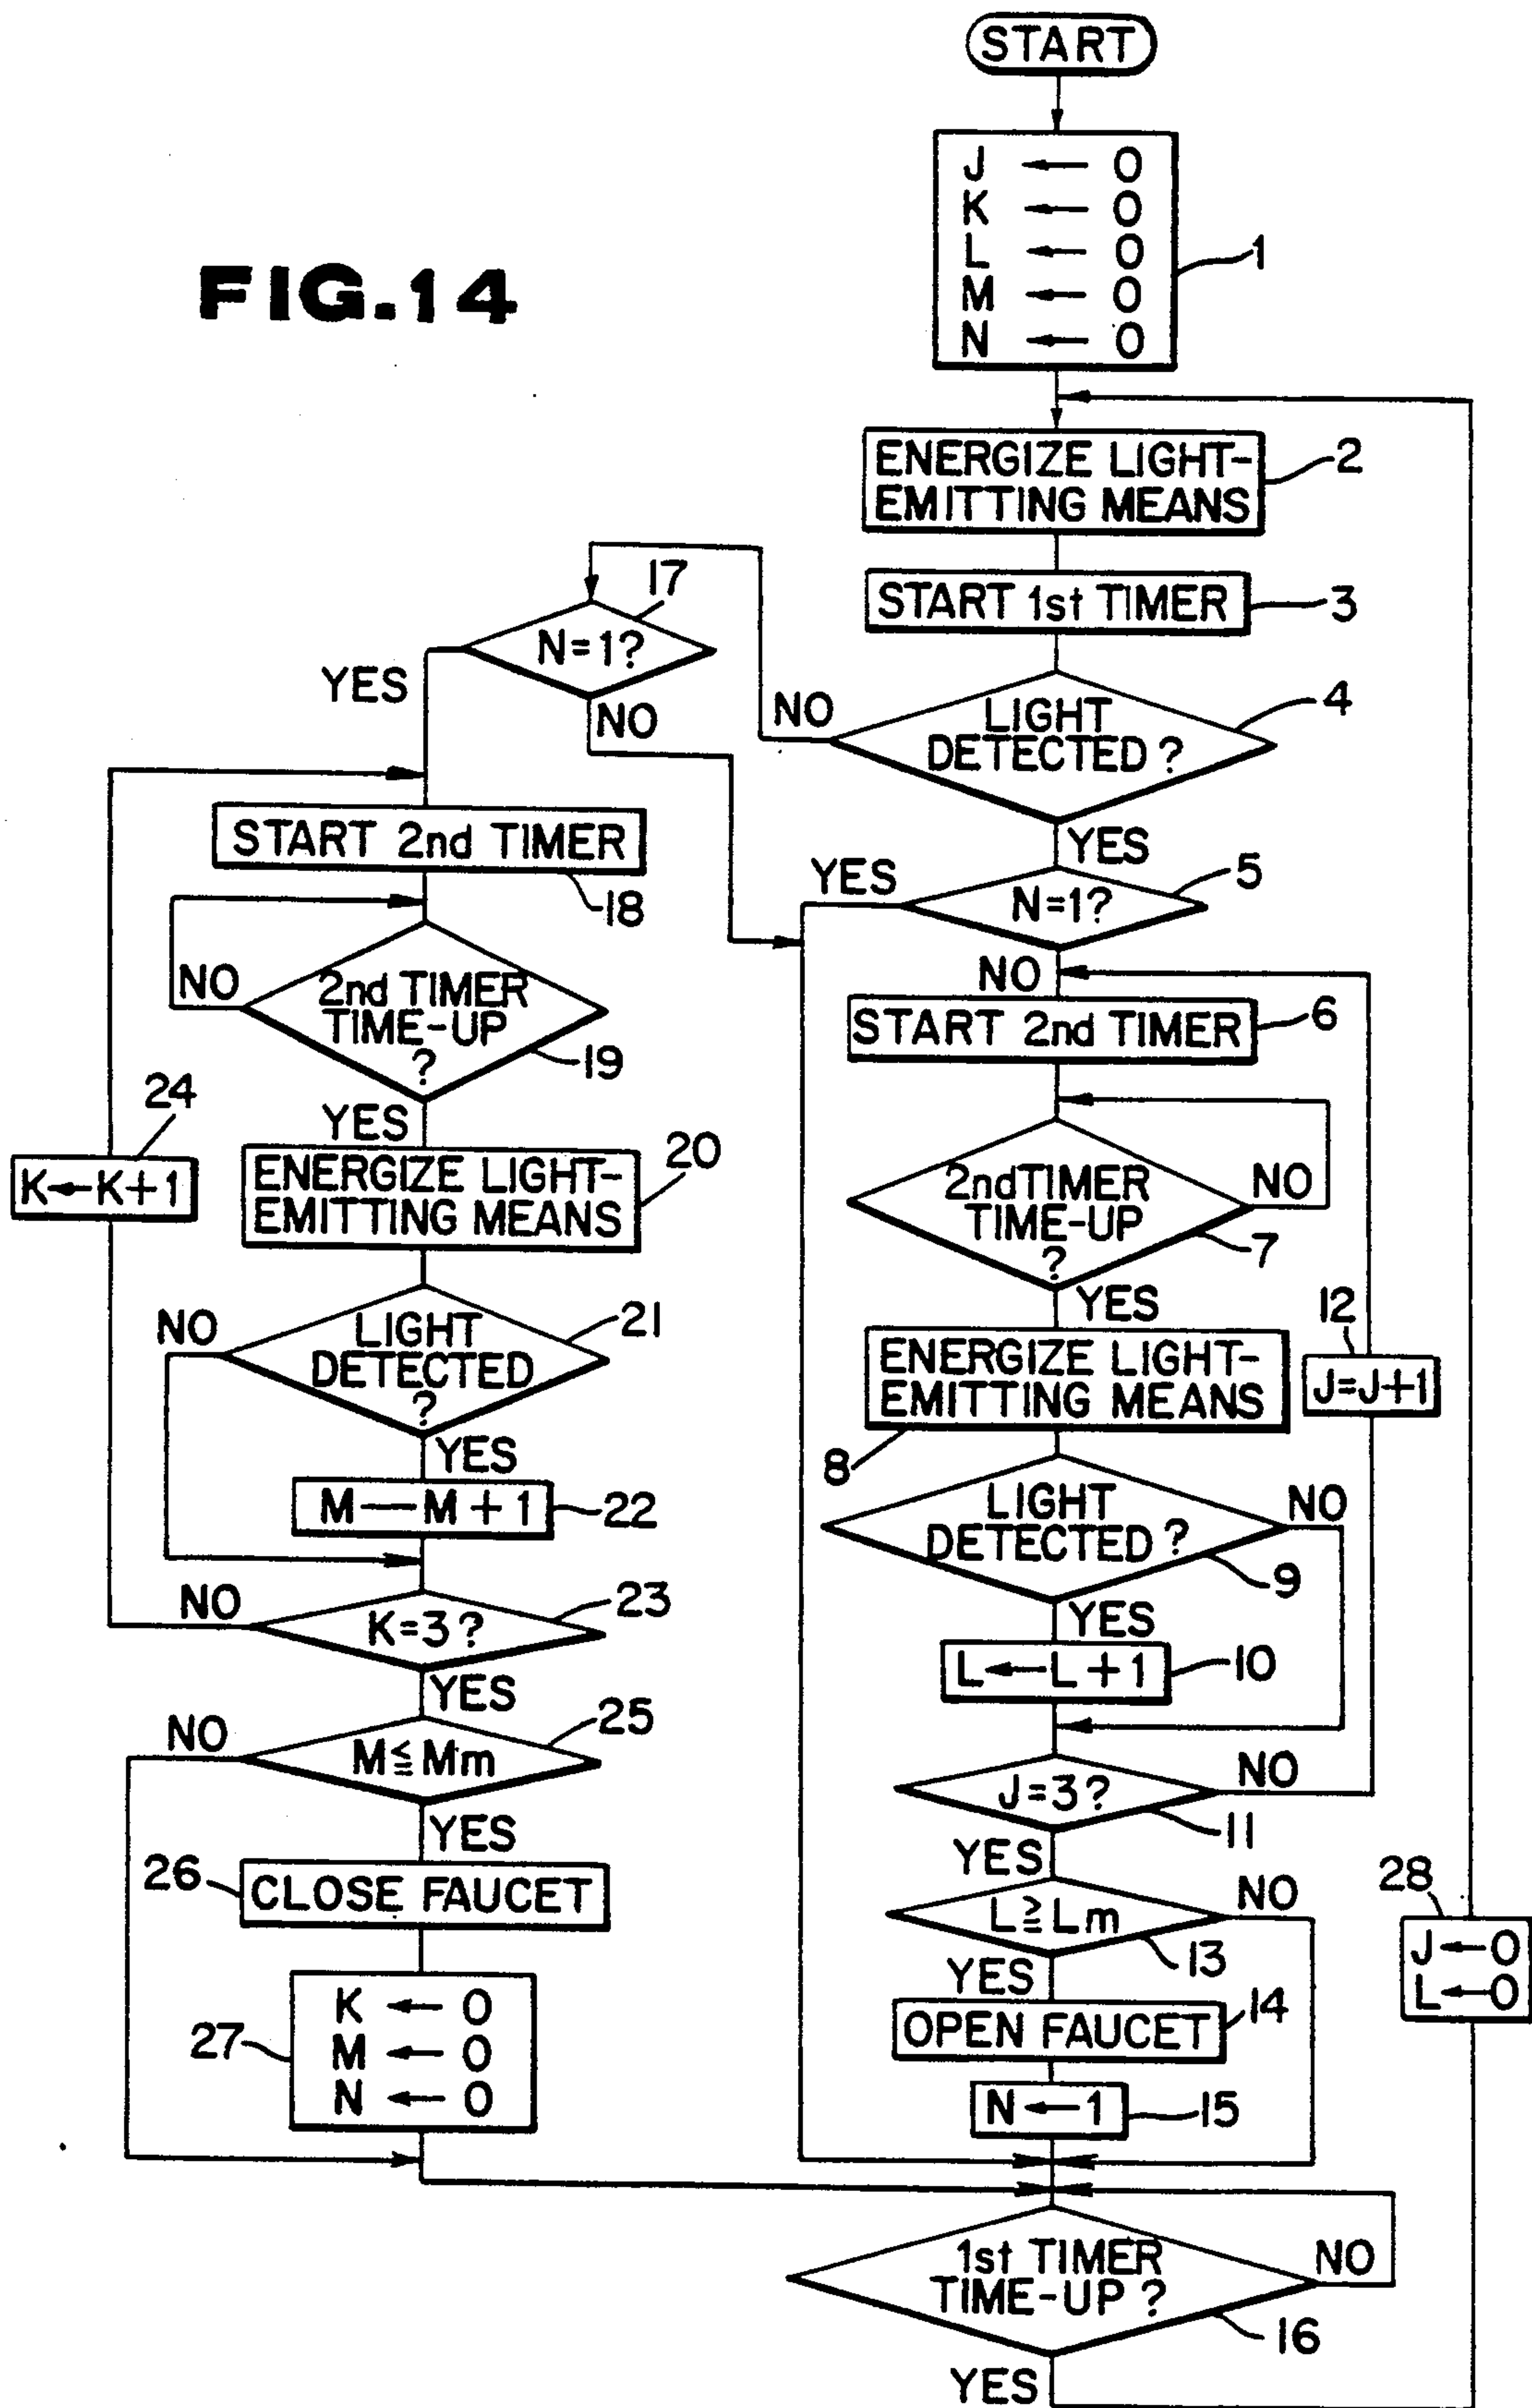 START
J ← 0
K ← 0
L ← 0
M ← 0
N ← 0
1
FIG.14
ENERGIZE LIGHT-
EMITTING MEANS
2
START 1st TIMER
3
LIGHT
DETECTED ?
4
NO
YES
17
N=1?
YES
NO
N=1?
5
YES
NO
START 2nd TIMER
18
2nd TIMER
TIME-UP
?
19
NO
YES
24
K←K+1
ENERGIZE LIGHT-
EMITTING MEANS
20
LIGHT
DETECTED
?
21
NO
YES
M — M + 1
22
K=3?
23
NO
YES
M ≦ Mm
25
NO
YES
26
CLOSE FAUCET
27
K ← 0
M ← 0
N ← 0
START 2nd TIMER
6
2nd TIMER
TIME-UP
?
7
NO
YES
ENERGIZE LIGHT-
EMITTING MEANS
8
12
J=J+1
LIGHT
DETECTED ?
9
NO
YES
L ← L + 1
10
J=3?
11
NO
YES
L ≧ Lm
13
NO
YES
OPEN FAUCET
14
N ← 1
15
28
J←0
L←0
1st TIMER
TIME-UP ?
16
NO
YES